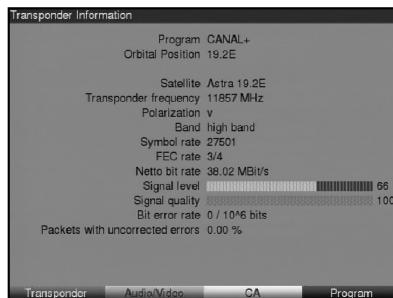 Transponder Information
Program CANAL+
Orbital Position 19.2E
Satellite Astra 19.2E
Transponder frequency 11857 MHz
Polarization v
Band high band
Symbol rate 27501
FEC rate 3/4
Netto bit rate 38.02 MBit/s
Signal level 66
Signal quality 100
Bit error rate 0 / 10^6 bits
Packets with uncorrected errors 0.00 %
Transponder Audio/Video CA Program